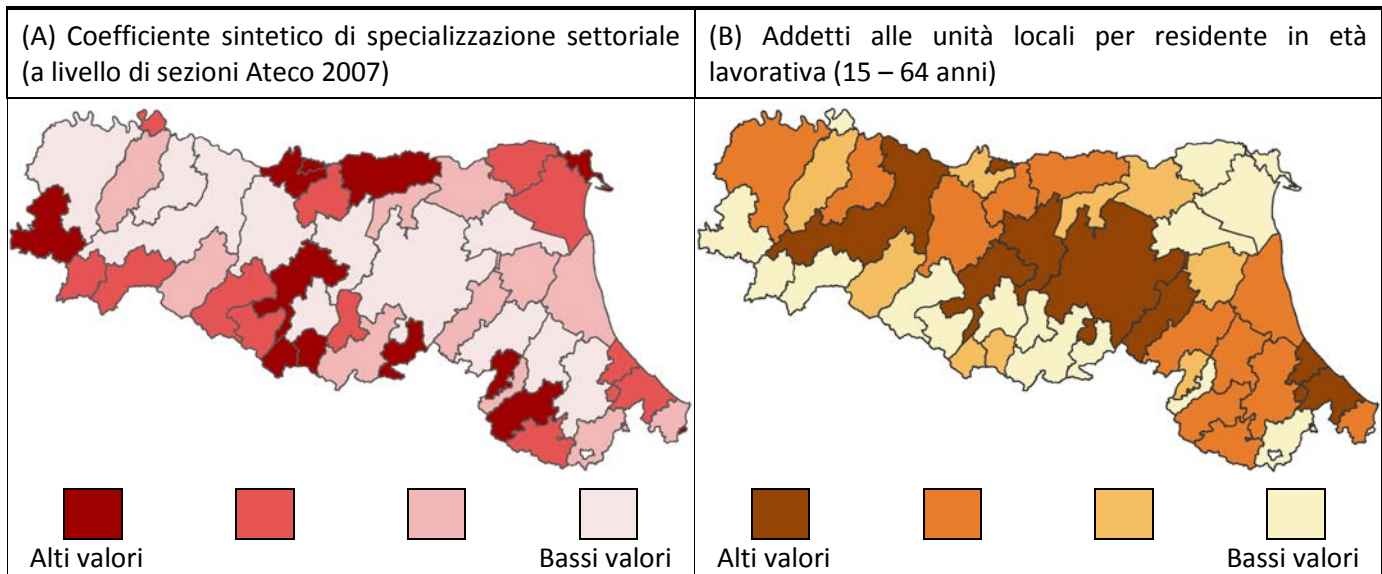 (A) Coefficiente sintetico di specializzazione settoriale
(a livello di sezioni Ateco 2007)
(B) Addetti alle unità locali per residente in età
lavorativa (15 – 64 anni)
Alti valori
Bassi valori
Alti valori
Bassi valori